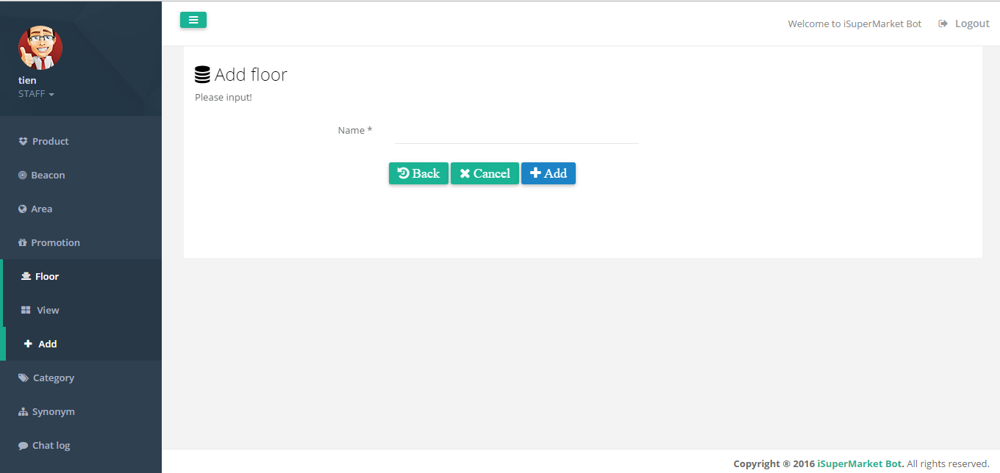 tien
STAFF
Product
Beacon
Area
Promotion
Floor
View
Add
Category
Synonym
Chat log
Welcome to iSuperMarket Bot Logout
Add floor
Please input!
Name *
Back Cancel Add
Copyright ® 2016 iSuperMarket Bot. All rights reserved.